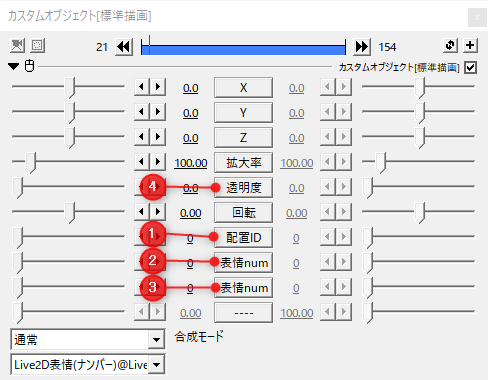 カスタムオブジェクト[標準描画]
21
154
カスタムオブジェクト[標準描画]
0.0 X 0.0
0.0 Y 0.0
0.0 Z 0.0
100.00 拡大率 100.00
4 0.0 透明度 0.0
0.00 回転 0.00
1 0 配置ID 0
2 0 表情num 0
3 0 表情num 0
0.00 ---- 100.00
通常 合成モード
Live2D表情(ナンバー)@Live